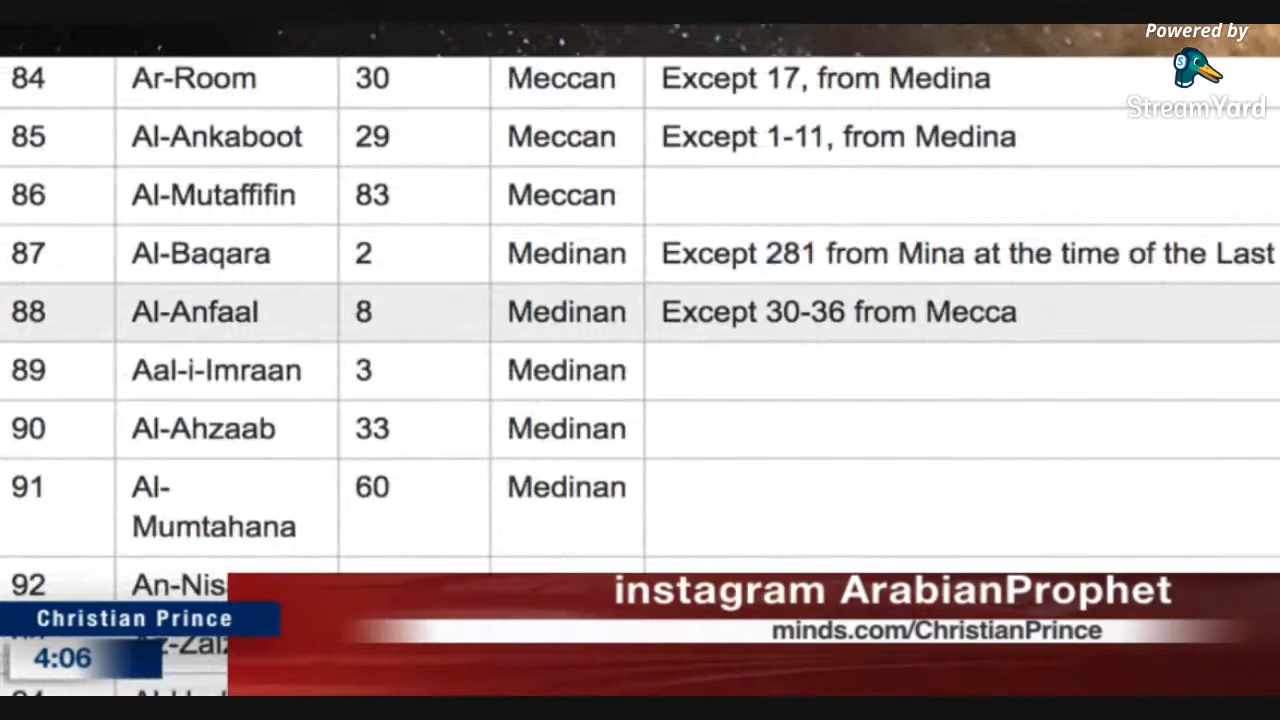 Powered by
StreamYard
84 Ar-Room 30 Meccan Except 17, from Medina
85 Al-Ankaboot 29 Meccan Except 1-11, from Medina
86 Al-Mutaffifin 83 Meccan
87 Al-Baqara 2 Medinan Except 281 from Mina at the time of the Last
88 Al-Anfaal 8 Medinan Except 30-36 from Mecca
89 Aal-i-Imraan 3 Medinan
90 Al-Ahzaab 33 Medinan
91 Al- 60 Medinan
Mumtahana
92 An-Nis
instagram ArabianProphet
Christian Prince
minds.com/ChristianPrince
4:06